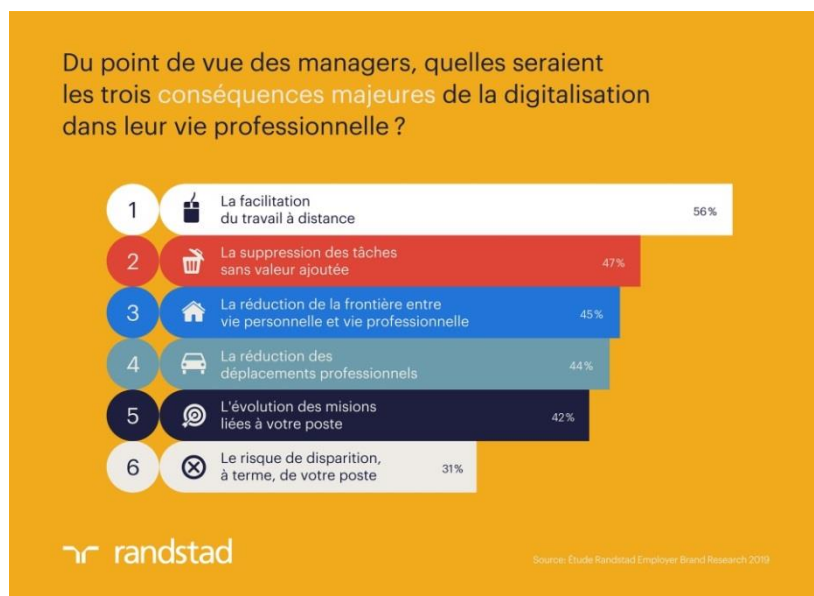 Du point de vue des managers, quelles seraient
les trois conséquences majeures de la digitalisation
dans leur vie professionnelle ?
1
La facilitation
du travail à distance
56 %
2
La suppression des tâches
sans valeur ajoutée
47 %
3
La réduction de la frontière entre
vie personnelle et vie professionnelle
45 %
4
La réduction des
déplacements professionnels
44 %
5
L'évolution des misions
liées à votre poste
42 %
6
Le risque de disparition,
à terme, de votre poste
31 %
randstad
Source: Étude Randstad Employer Brand Research 2019